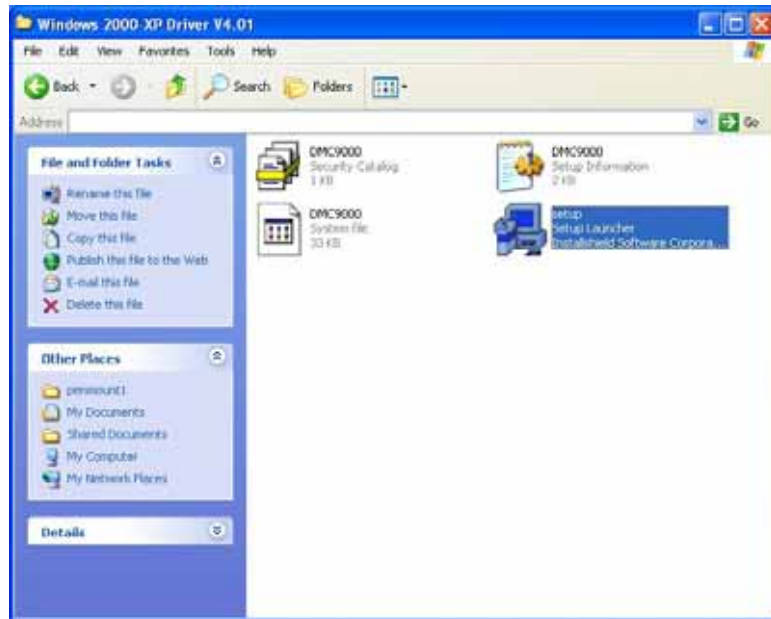 Windows 2000-XP Driver V4.01
File Edit View Favorites Tools Help
Back Search Folders
Address Go
File and Folder Tasks
Rename this file
Move this file
Copy this file
Publish this file to the Web
E-mail this file
Delete this file
Other Places
penmount1
My Documents
Shared Documents
My Computer
My Network Places
Details
DMC9000
Security Catalog
1 KB
DMC9000
Setup Information
2 KB
DMC9000
System file
33 KB
setup
Setup Launcher
InstallShield Software Corpora...